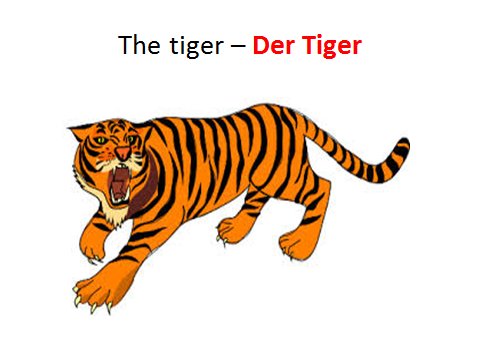 The tiger – Der Tiger